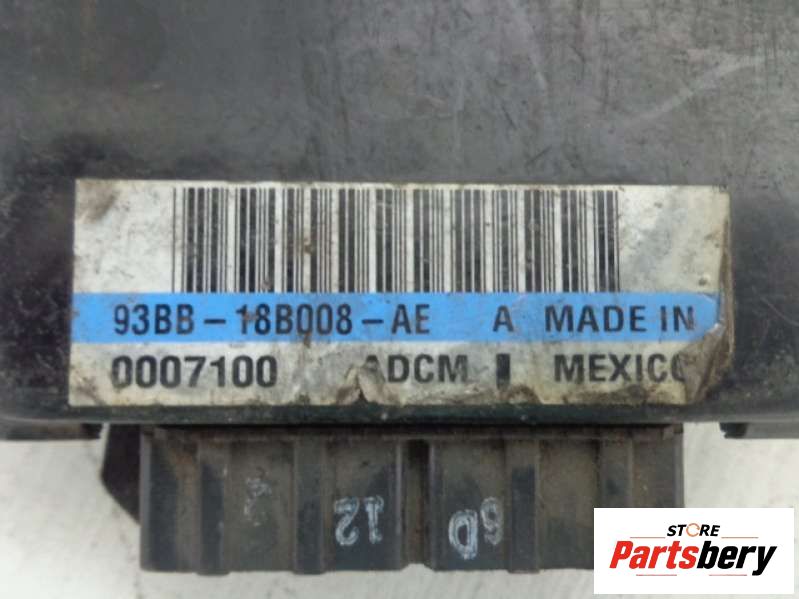 93BB-18B008-AE A MADE IN
0007100 ADCM MEXICO
12 6D
STORE
Partsbery